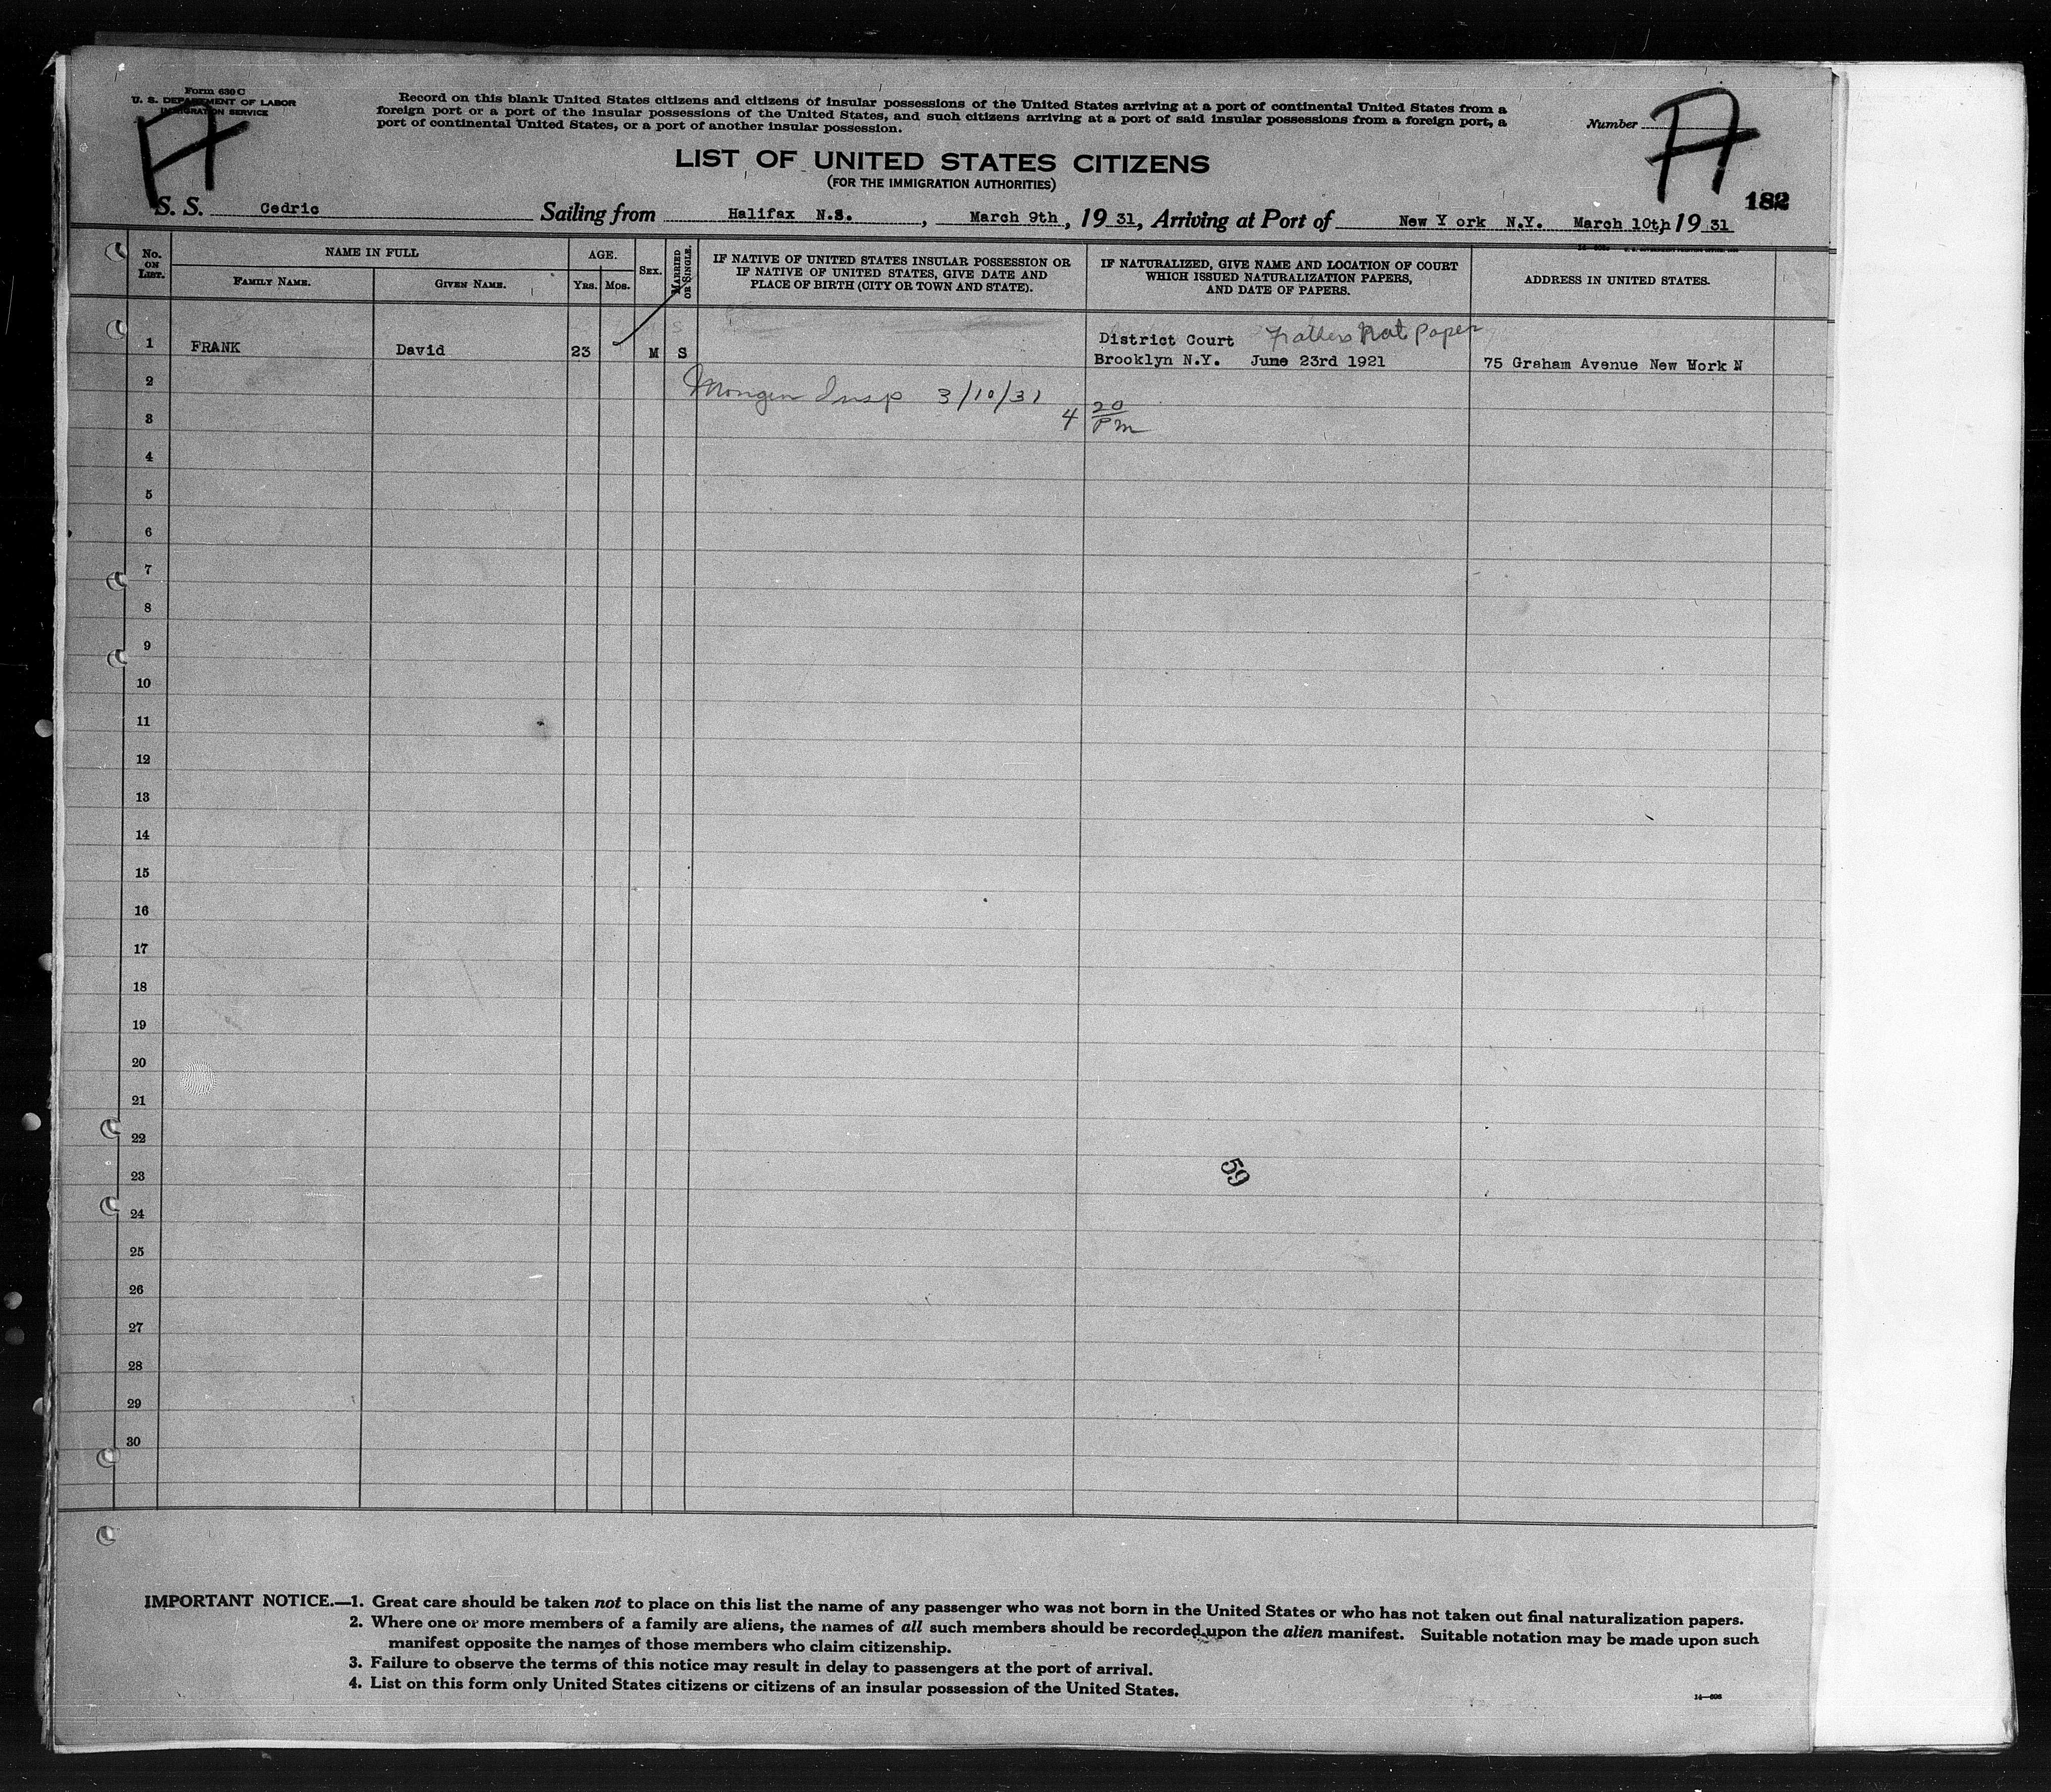 Form 630 C
U. S. DEPARTMENT OF LABOR
IMMIGRATION SERVICE
Record on this blank United States citizens and citizens of insular possessions of the United States arriving at a port of continental United States from a
foreign port or a port of the insular possessions of the United States, and such citizens arriving at a port of said insular possessions from a foreign port, a
port of continental United States, or a port of another insular possession.
Number
A
A
LIST OF UNITED STATES CITIZENS
(FOR THE IMMIGRATION AUTHORITIES)
182
S. S. Cedric Sailing from Halifax N.S. , March 9th , 19 31, Arriving at Port of New Y ork N.Y. March 10th, 19 31
No. ON LIST.
NAME IN FULL
FAMILY NAME.
GIVEN NAME.
AGE.
YRS. MOS.
SEX.
MARRIED OR SINGLE.
IF NATIVE OF UNITED STATES INSULAR POSSESSION OR
IF NATIVE OF UNITED STATES, GIVE DATE AND
PLACE OF BIRTH (CITY OR TOWN AND STATE).
IF NATURALIZED, GIVE NAME AND LOCATION OF COURT
WHICH ISSUED NATURALIZATION PAPERS,
AND DATE OF PAPERS.
ADDRESS IN UNITED STATES.
District Court Fathers Nat Paper
1 FRANK David 23 M S Brooklyn N.Y. June 23rd 1921 75 Graham Avenue New Hork N
2 Insp 3/10/31
3 4 20 PM
4
5
6
7
8
9
10
11
12
13
14
15
16
17
18
19
20
21
22
23
59
24
25
26
27
28
29
30
IMPORTANT NOTICE.—1. Great care should be taken not to place on this list the name of any passenger who was not born in the United States or who has not taken out final naturalization papers.
2. Where one or more members of a family are aliens, the names of all such members should be recorded upon the alien manifest. Suitable notation may be made upon such
manifest opposite the names of those members who claim citizenship.
3. Failure to observe the terms of this notice may result in delay to passengers at the port of arrival.
4. List on this form only United States citizens or citizens of an insular possession of the United States.